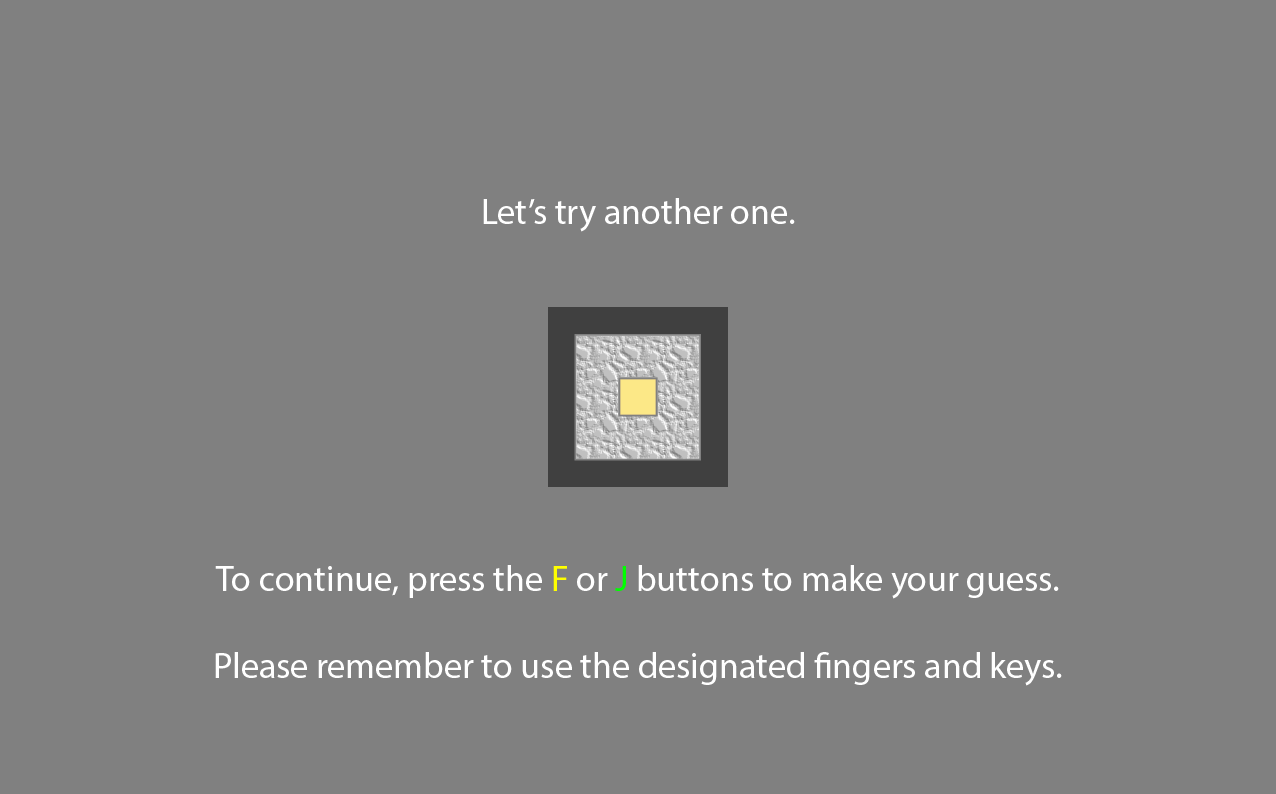 Let’s try another one.
To continue, press the F or J buttons to make your guess.
Please remember to use the designated fingers and keys.